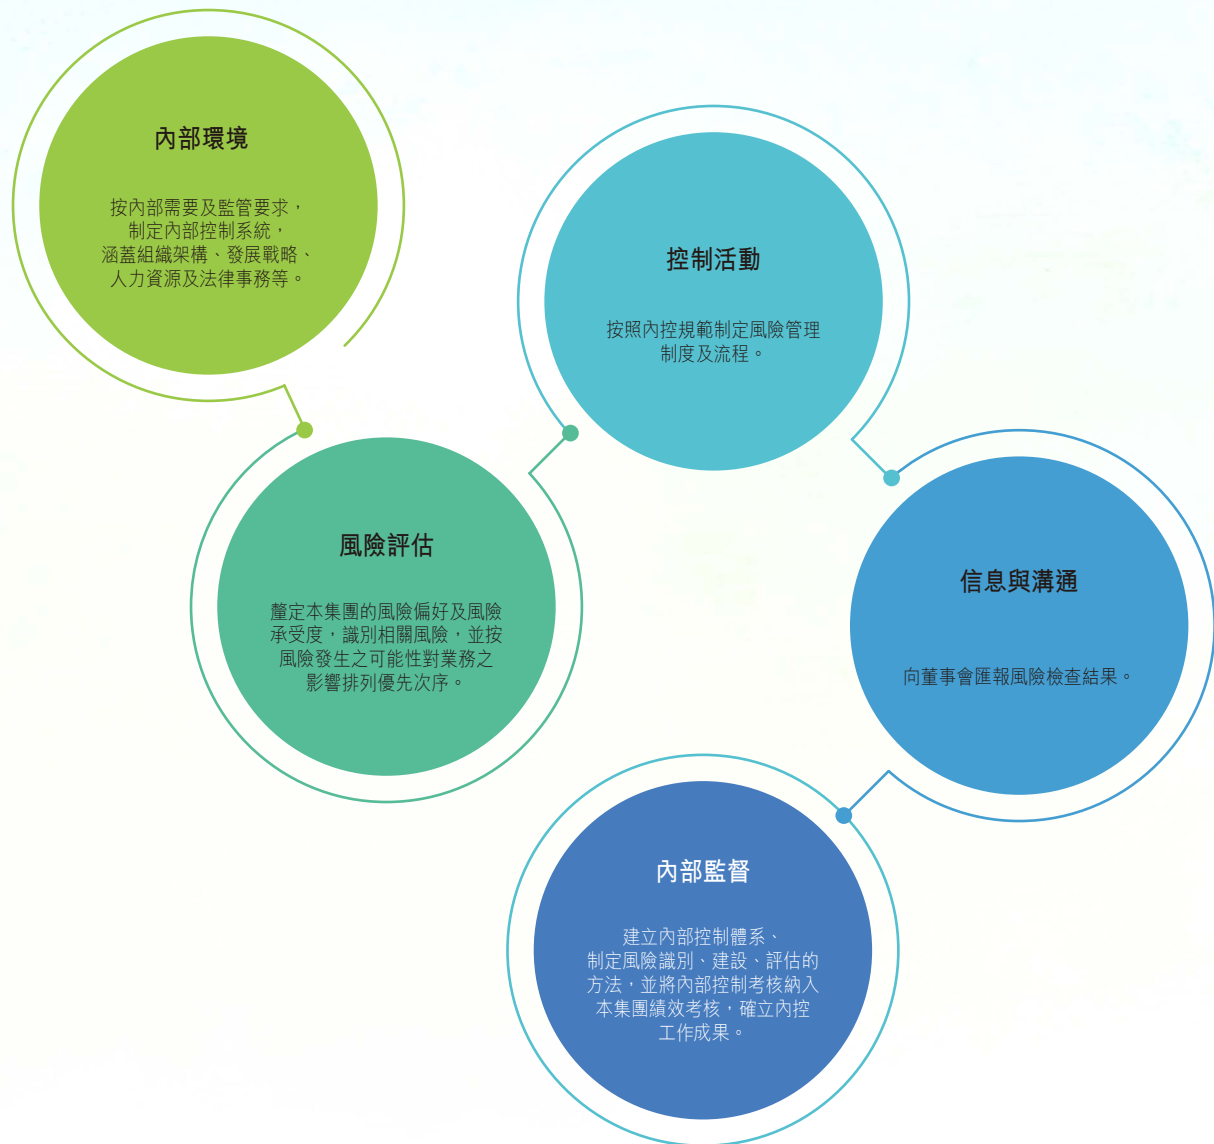 內部環境
按內部需要及監管要求，
制定內部控制系統，
涵蓋組織架構、發展戰略、
人力資源及法律事務等。
風險評估
釐定本集團的風險偏好及風險
承受度，識別相關風險，並按
風險發生之可能性對業務之
影響排列優先次序。
控制活動
按照內控規範制定風險管理
制度及流程。
信息與溝通
向董事會匯報風險檢查結果。
內部監督
建立內部控制體系、
制定風險識別、建設、評估的
方法，並將內部控制考核納入
本集團績效考核，確立內控
工作成果。